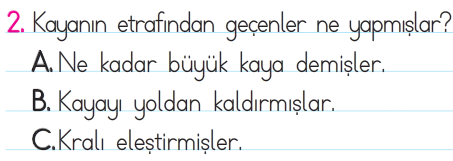 2. Kayanın etrafından geçenler ne yapmışlar?
A. Ne kadar büyük kaya demişler.
B. Kayayı yoldan kaldırmışlar.
C. Kralı eleştirmişler.